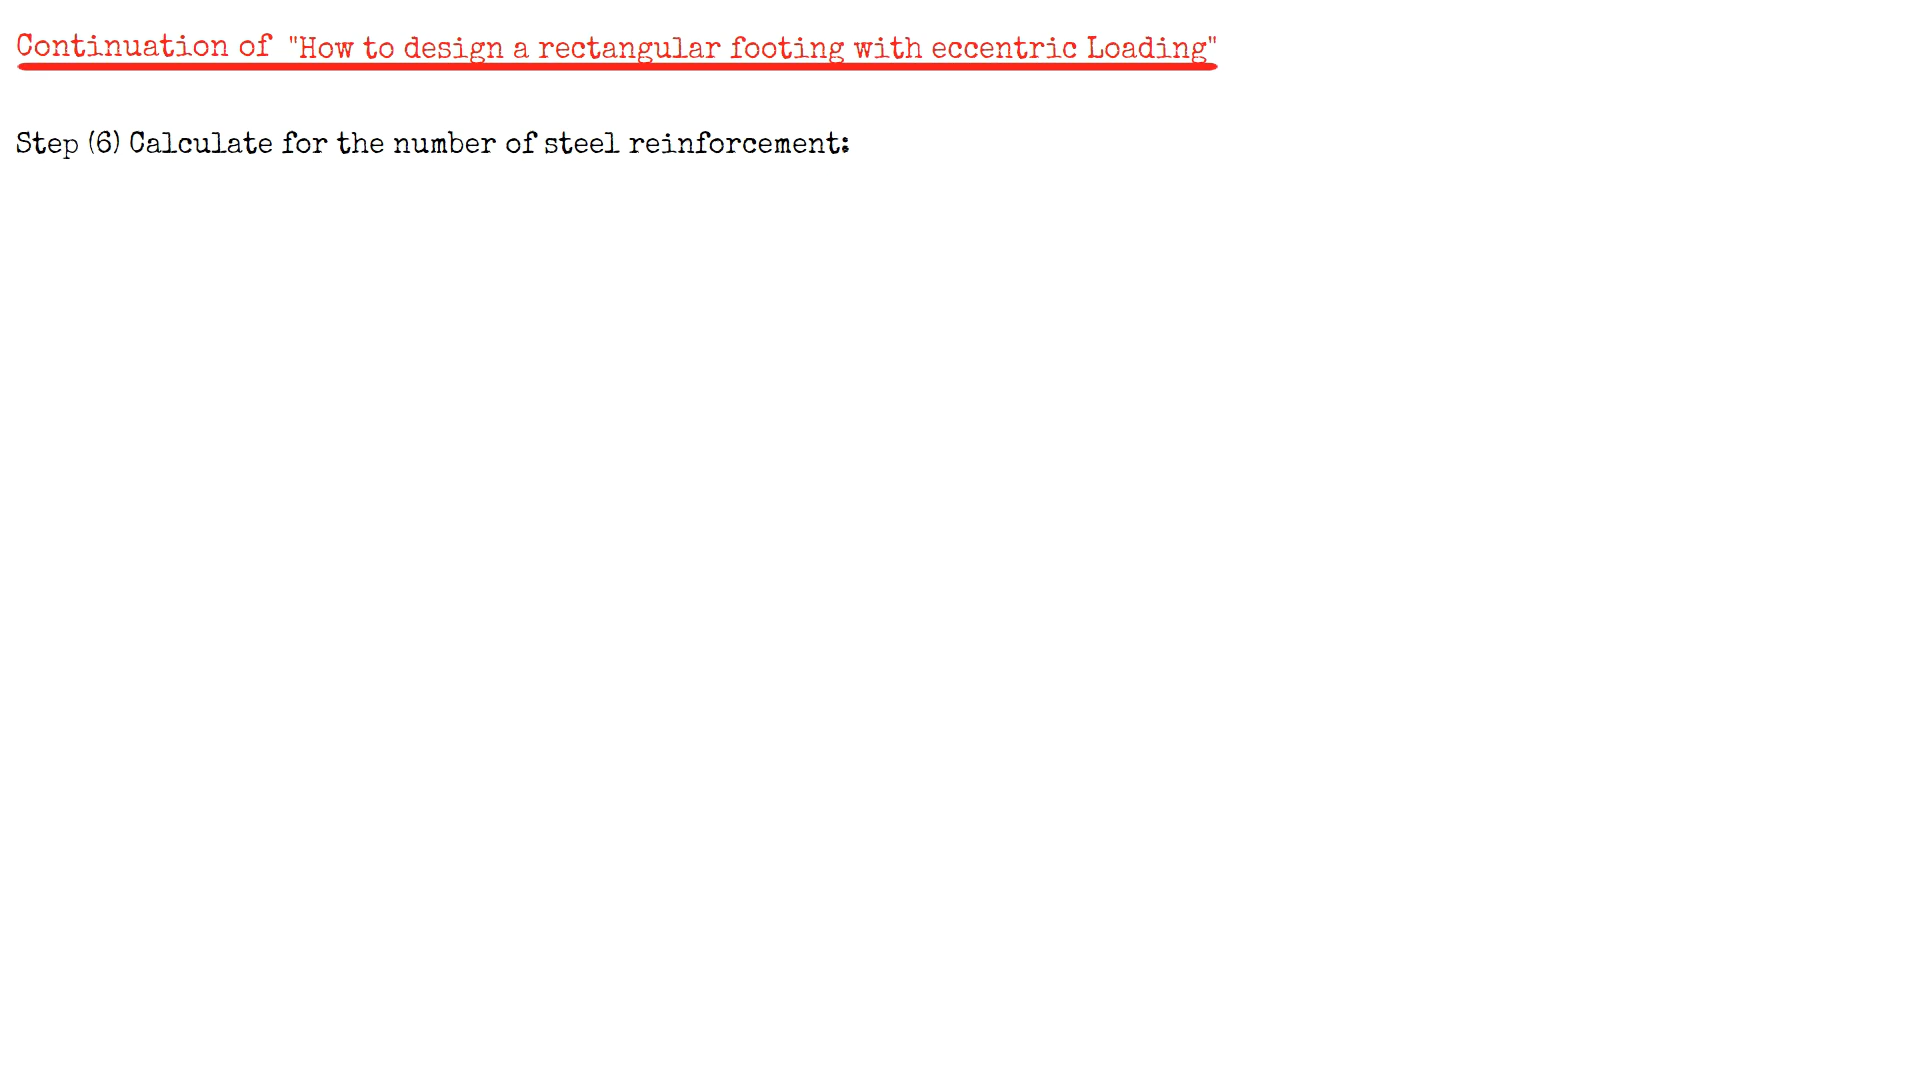 Continuation of "How to design a rectangular footing with eccentric Loading"
Step (6) Calculate for the number of steel reinforcement: